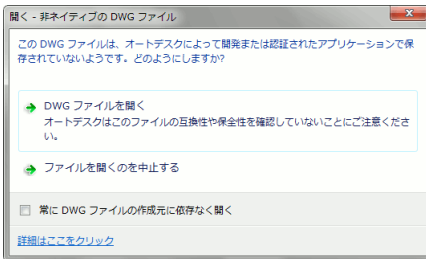 開く - 非ネイティブの DWG ファイル
この DWG ファイルは、オートデスクによって開発または認証されたアプリケーションで保
存されていないようです。どのようにしますか?
DWG ファイルを開く
オートデスクはこのファイルの互換性や保全性を確認していないことにご注意くださ
い。
ファイルを開くのを中止する
常に DWG ファイルの作成元に依存なく開く
詳細はここをクリック